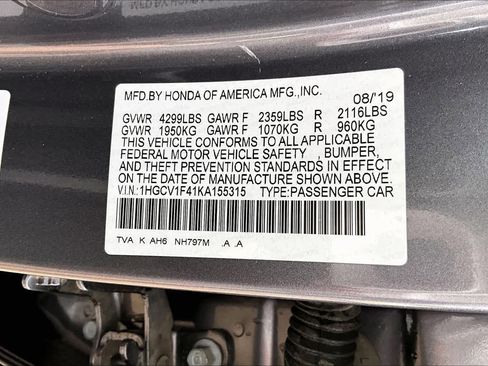 MFD.BY HONDA OF AMERICA MFG.,INC. 08/'19
GVWR 4299LBS GAWR F 2359LBS R 2116LBS
GVWR 1950KG GAWR F 1070KG R 960KG
THIS VEHICLE CONFORMS TO ALL APPLICABLE
FEDERAL MOTOR VEHICLE SAFETY , BUMPER,
AND THEFT PREVENTION STANDARDS IN EFFECT
ON THE DATE OF MANUFACTURE SHOWN ABOVE.
V.I.N.:1HGCV1F41KA155315 TYPE:PASSENGER CAR
TVA K AH6 NH797M .A .A